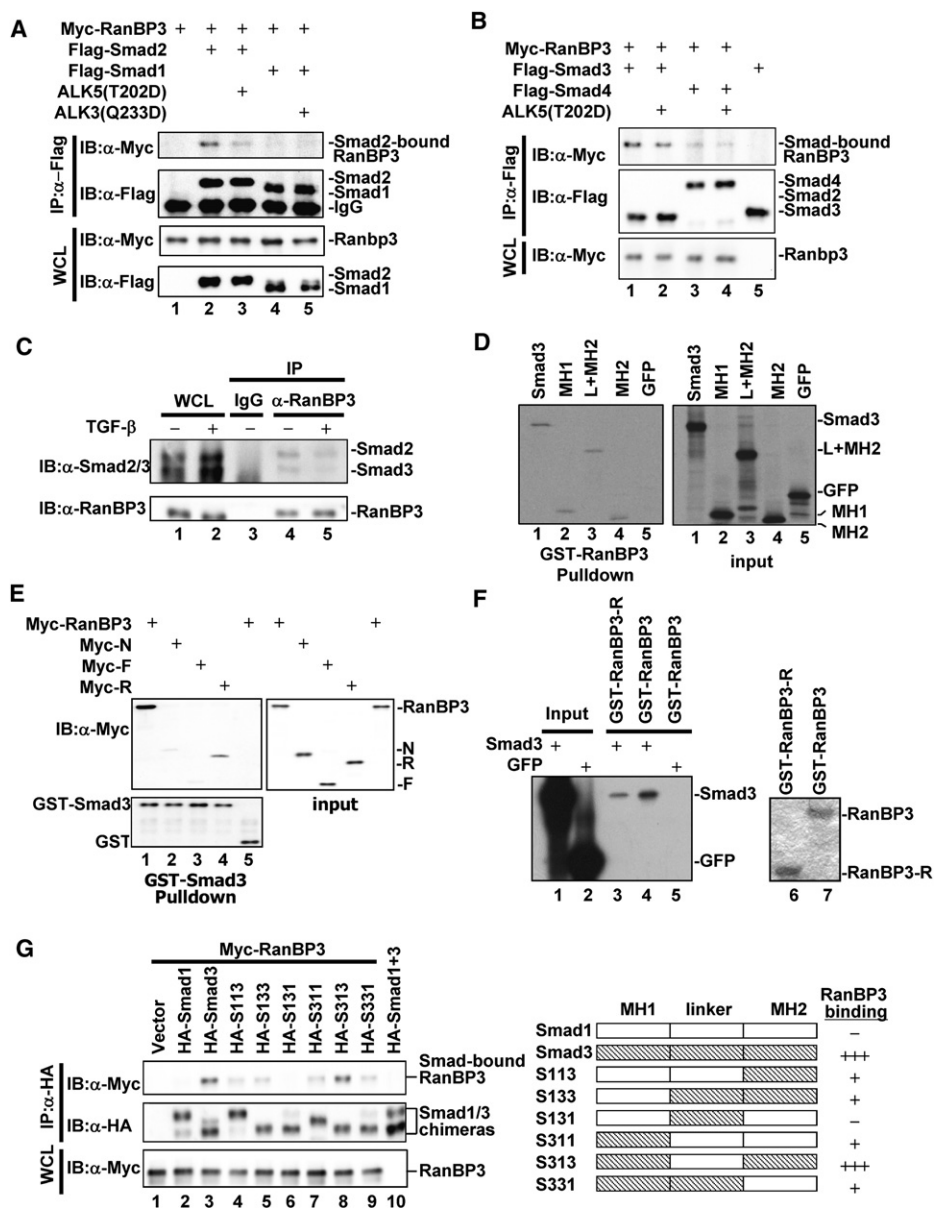 A
Myc-RanBP3 + + + + +
Flag-Smad2 + +
Flag-Smad1 + +
ALK5(T202D) +
ALK3(Q233D) +
IP:α-Flag
IB:α-Myc
-Smad2-bound
RanBP3
IB:α-Flag
-Smad2
-Smad1
-IgG
WCL
IB:α-Myc
-Ranbp3
IB:α-Flag
-Smad2
-Smad1
1 2 3 4 5
B
Myc-RanBP3 + + + +
Flag-Smad3 + + +
Flag-Smad4 + +
ALK5(T202D) + +
IP:α-Flag
IB:α-Myc
-Smad-bound
RanBP3
IB:α-Flag
-Smad4
-Smad2
-Smad3
WCL
IB:α-Myc
-Ranbp3
1 2 3 4 5
C
IP
WCL IgG α-RanBP3
TGF-β – + – – +
IB:α-Smad2/3
-Smad2
-Smad3
IB:α-RanBP3
-RanBP3
1 2 3 4 5
D
Smad3 MH1 L+MH2 MH2 GFP
Smad3 MH1 L+MH2 MH2 GFP
-Smad3
-L+MH2
-GFP
MH1
MH2
1 2 3 4 5
1 2 3 4 5
GST-RanBP3
Pulldown
input
E
Myc-RanBP3 + + + +
Myc-N + +
Myc-F + +
Myc-R + +
IB:α-Myc
-RanBP3
-N
-R
-F
input
GST-Smad3
GST
1 2 3 4 5
GST-Smad3
Pulldown
F
GST-RanBP3-R
GST-RanBP3
GST-RanBP3
Input
Smad3 + + +
GFP + +
-Smad3
-GFP
1 2 3 4 5
GST-RanBP3-R
GST-RanBP3
-RanBP3
-RanBP3-R
6 7
G
Myc-RanBP3
Vector
HA-Smad1
HA-Smad3
HA-S113
HA-S133
HA-S131
HA-S311
HA-S313
HA-S331
HA-Smad1+3
IP:α-HA
IB:α-Myc
Smad-bound
RanBP3
IB:α-HA
Smad1/3
chimeras
WCL
IB:α-Myc
RanBP3
1 2 3 4 5 6 7 8 9 10
MH1 linker MH2 RanBP3
binding
Smad1 –
Smad3 +++
S113 +
S133 +
S131 –
S311 +
S313 +++
S331 +